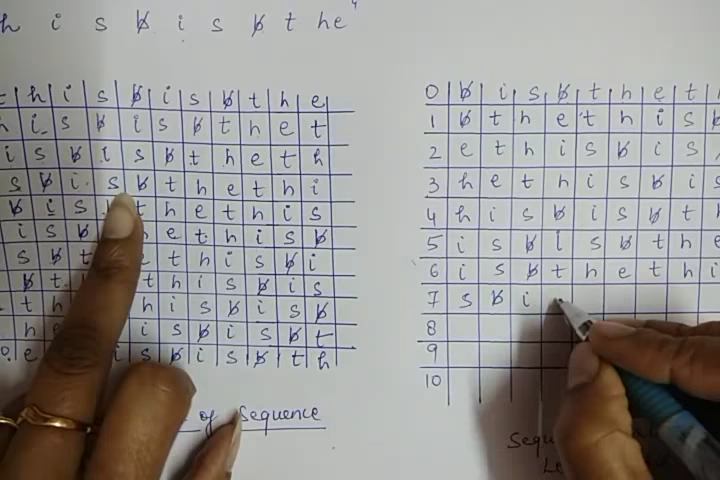 h i s b̸ i s b̸ t he"
t h i s b̸ i s b̸ t h e
h i s b̸ i s b̸ t h e t
i s b̸ i s b̸ t h e t h
s b̸ i s b̸ t h e t h i
b̸ i s t h e t h i s
i s b̸ h e t h i s b̸
s b̸ t e t h i s b̸ i
b̸ t t h i s b̸ i s
t h h i s b̸ i s b̸
h e i s b̸ i s b̸ t
e i s b̸ i s b̸ t h
of Sequence
0 b̸ i s b̸ t h e t h
1 b̸ t h e t h i s b̸
2 e t h i s b̸ i s
3 h e t h i s b̸ i s
4 h i s b̸ i s b̸ t h
5 i s b̸ i s b̸ t h e
6 i s b̸ t h e t h i
7 s b̸ i
8
9
10